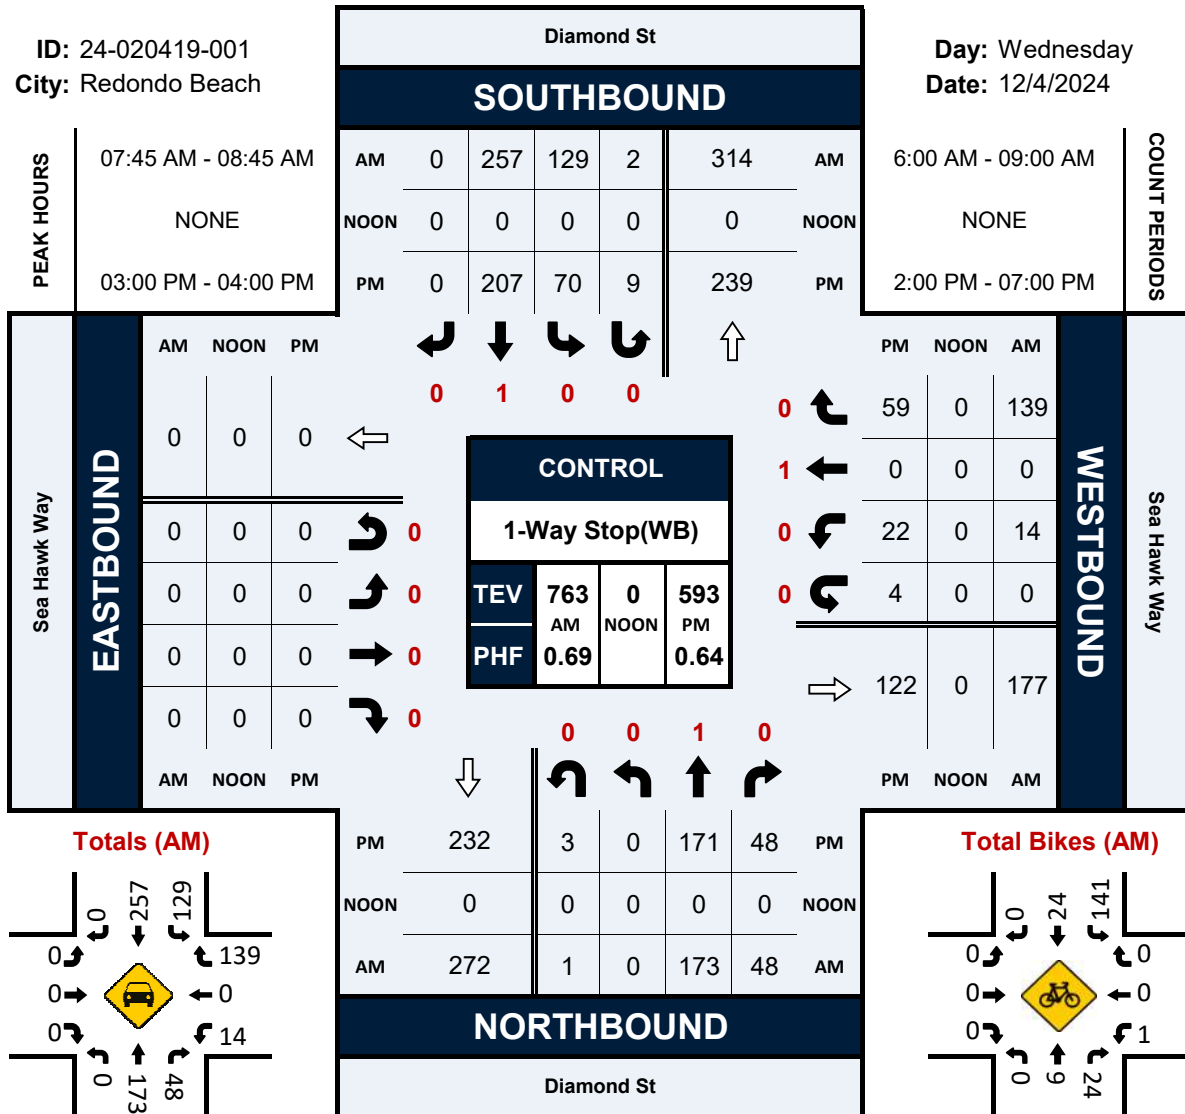 Diamond St
ID: 24-020419-001
City: Redondo Beach
Day: Wednesday
Date: 12/4/2024
SOUTHBOUND
PEAK HOURS
07:45 AM - 08:45 AM
NONE
03:00 PM - 04:00 PM
AM 0 257 129 2 314 AM
NOON 0 0 0 0 0 NOON
PM 0 207 70 9 239 PM
6:00 AM - 09:00 AM
NONE
2:00 PM - 07:00 PM
COUNT PERIODS
0 1 0 0
Sea Hawk Way
EASTBOUND
AM NOON PM
0 0 0
0 0 0 0
0 0 0 0
0 0 0 0
0 0 0 0
AM NOON PM
CONTROL
1-Way Stop(WB)
TEV 763 0 593
AM NOON PM
PHF 0.69 0.64
PM NOON AM
0 59 0 139
1 0 0 0
0 22 0 14
0 4 0 0
122 0 177
PM NOON AM
WESTBOUND
Sea Hawk Way
0 0 1 0
PM 232 3 0 171 48 PM
NOON 0 0 0 0 0 NOON
AM 272 1 0 173 48 AM
NORTHBOUND
Diamond St
Totals (AM)
0 257 129
0 139
0 0
0 14
0 173 48
Total Bikes (AM)
0 24 141
0 0
0 0
0 1
0 9 24